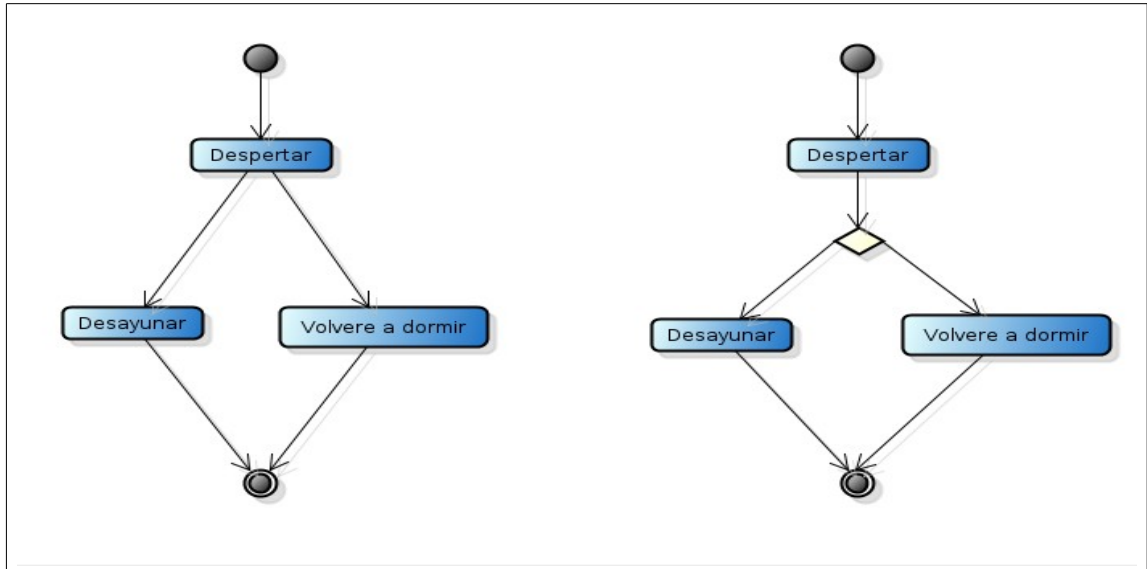 Despertar
Desayunar
Volvere a dormir
Despertar
Desayunar
Volvere a dormir